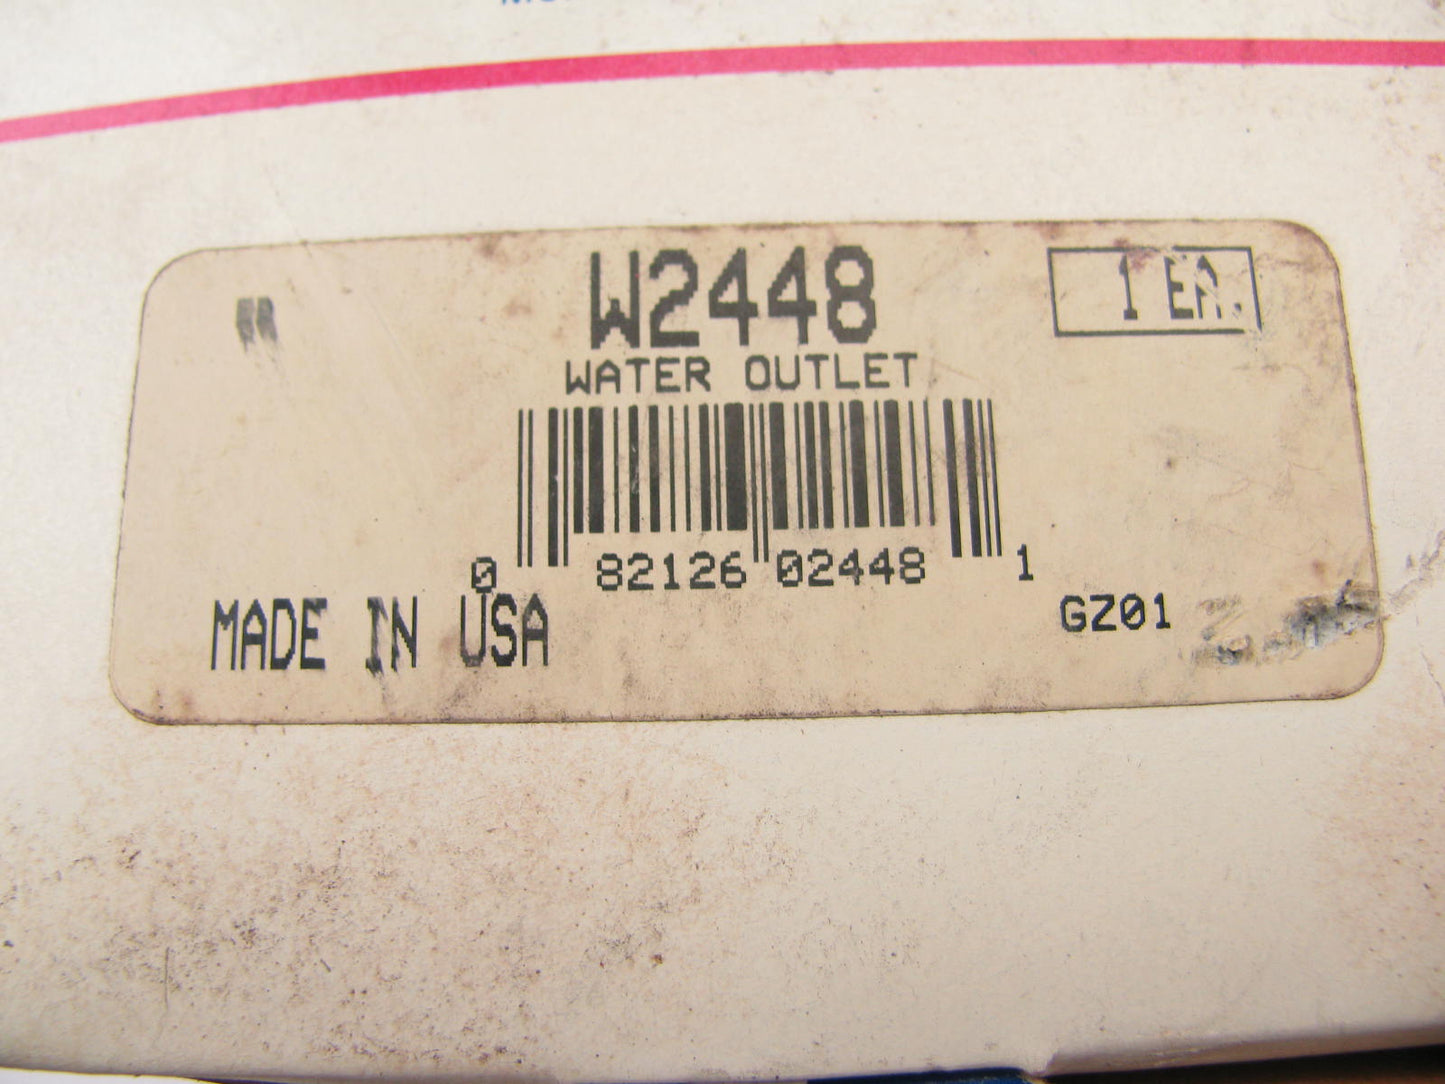 W2448
1 EA.
WATER OUTLET
0 82126 02448 1
MADE IN USA
GZ01